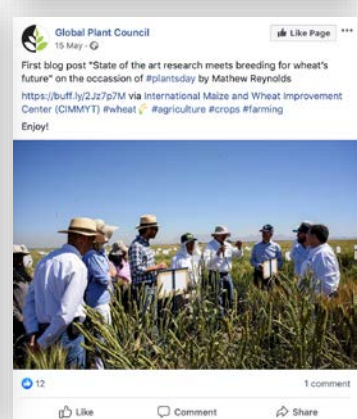 Global Plant Council
Like Page
15 May
First blog post "State of the art research meets breeding for wheat's
future" on the occassion of #plantsday by Mathew Reynolds
https://buff.ly/2Jz7p7M via International Maize and Wheat Improvement
Center (CIMMYT) #wheat🌾 #agriculture #crops #farming
Enjoy!
12
1 comment
Like
Comment
Share